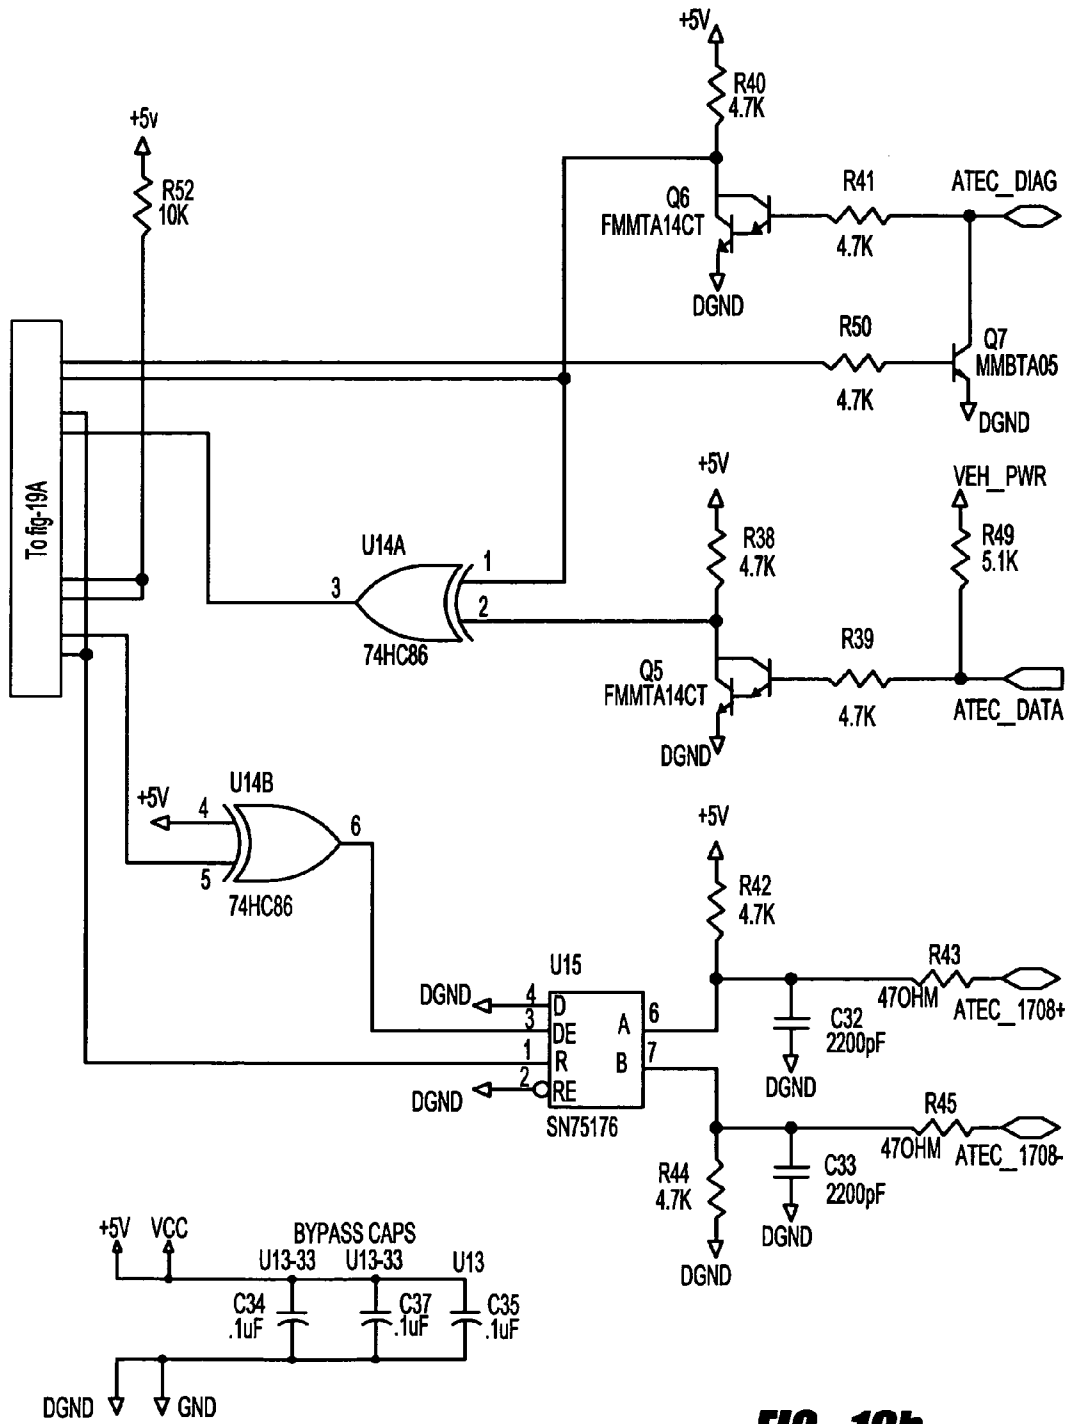 +5V
R40
4.7K
+5v
R52
10K
Q6
FMMTA14CT
R41
4.7K
ATEC_DIAG
DGND
R50
4.7K
Q7
MMBTA05
DGND
To fig-19A
+5V
VEH_PWR
R38
4.7K
R49
5.1K
U14A
1
2
3
74HC86
Q5
FMMTA14CT
R39
4.7K
ATEC_DATA
DGND
U14B
+5V
4
5
6
74HC86
+5V
R42
4.7K
U15
DGND
4
D
3
DE
1
R
2
RE
DGND
A
6
B
7
SN75176
R43
47OHM
ATEC_1708+
C32
2200pF
DGND
R45
47OHM
ATEC_1708-
R44
4.7K
C33
2200pF
DGND
DGND
+5V
VCC
BYPASS CAPS
U13-33
U13-33
U13
C34
.1uF
C37
.1uF
C35
.1uF
DGND
GND